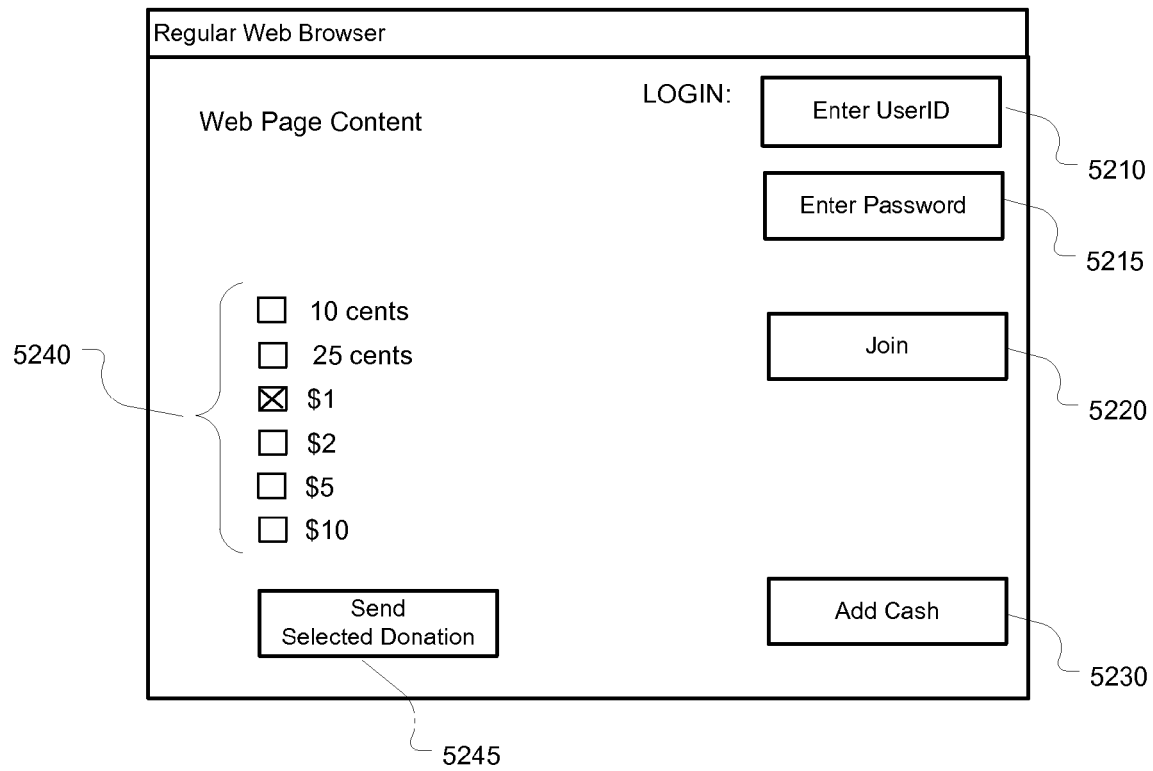 Regular Web Browser
LOGIN:
Enter UserID
Web Page Content
5210
Enter Password
5215
10 cents
25 cents
$1
$2
$5
$10
5240
Join
5220
Send
Selected Donation
Add Cash
5230
5245